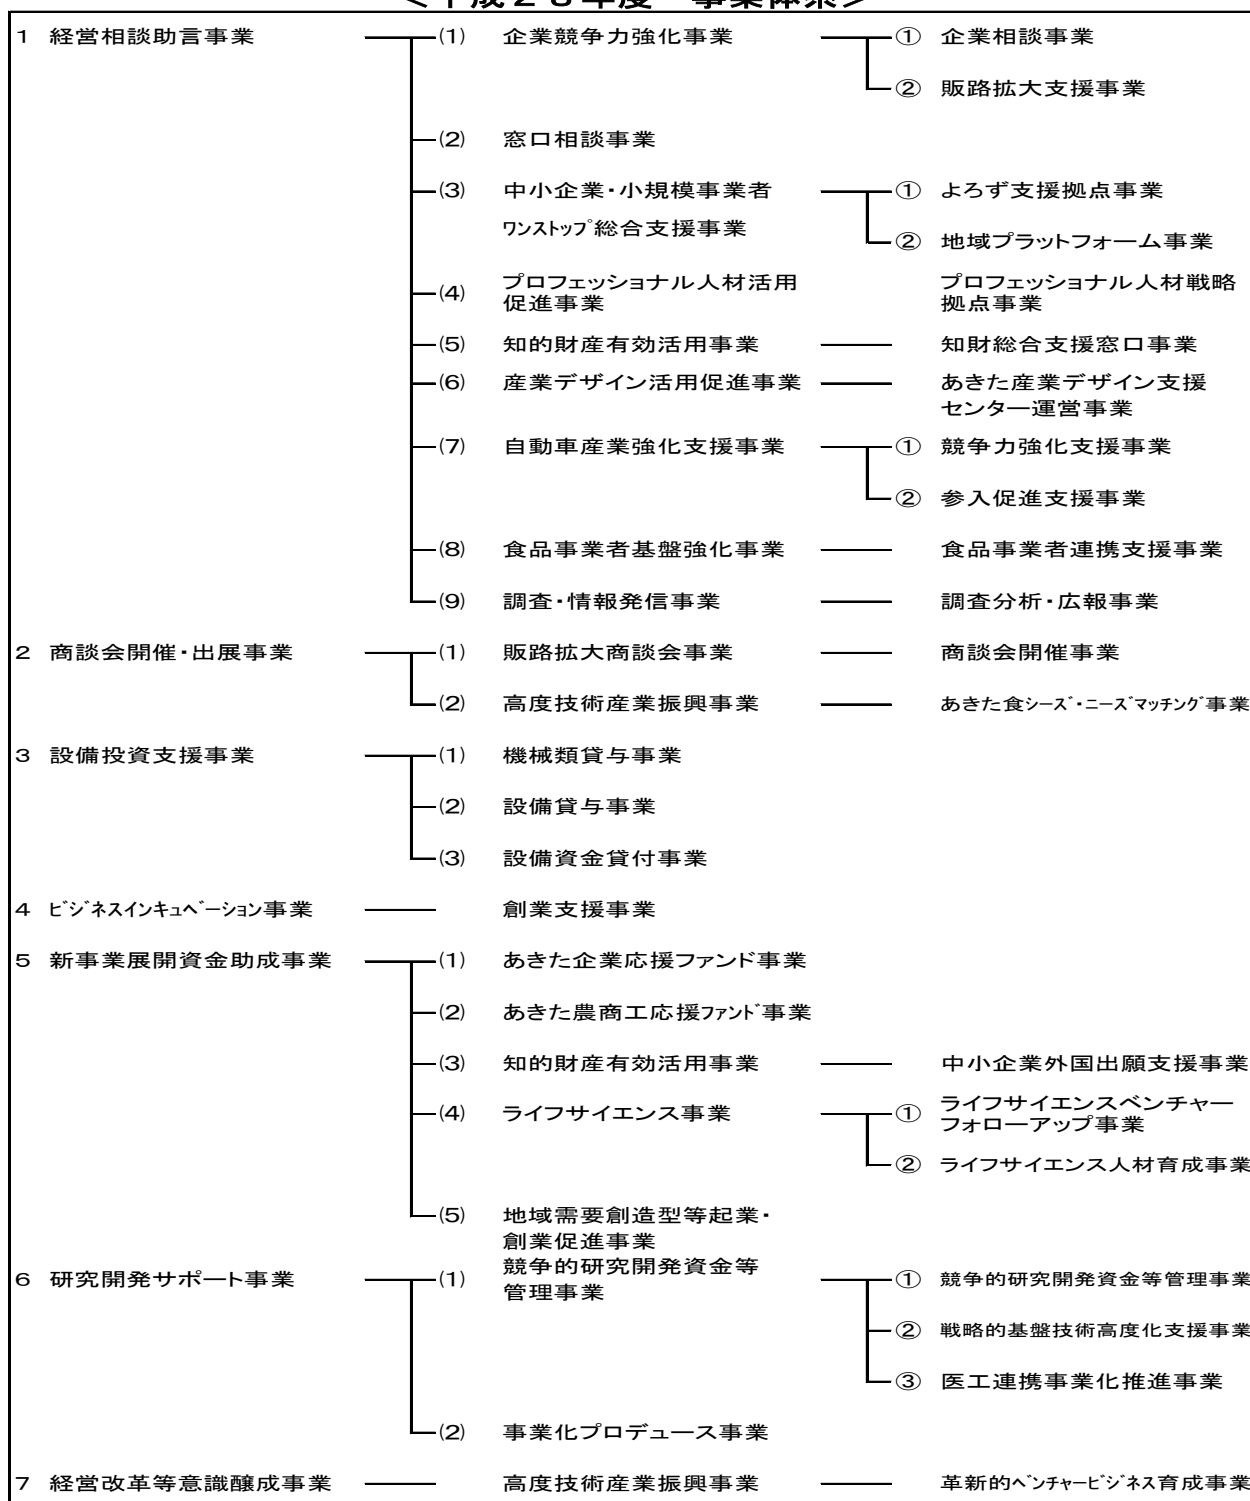 ＜平成２８年度　事業体系＞
1 経営相談助言事業 (1) 企業競争力強化事業 ① 企業相談事業
② 販路拡大支援事業
(2) 窓口相談事業
(3) 中小企業・小規模事業者 ① よろず支援拠点事業
ワンストップ総合支援事業
② 地域プラットフォーム事業
(4) プロフェッショナル人材活用 プロフェッショナル人材戦略
促進事業 拠点事業
(5) 知的財産有効活用事業 知財総合支援窓口事業
(6) 産業デザイン活用促進事業 あきた産業デザイン支援
センター運営事業
(7) 自動車産業強化支援事業 ① 競争力強化支援事業
② 参入促進支援事業
(8) 食品事業者基盤強化事業 食品事業者連携支援事業
(9) 調査・情報発信事業 調査分析・広報事業
2 商談会開催・出展事業 (1) 販路拡大商談会事業 商談会開催事業
(2) 高度技術産業振興事業 あきた食シーズ・ニーズマッチング事業
3 設備投資支援事業 (1) 機械類貸与事業
(2) 設備貸与事業
(3) 設備資金貸付事業
4 ビジネスインキュベーション事業 創業支援事業
5 新事業展開資金助成事業 (1) あきた企業応援ファンド事業
(2) あきた農商工応援ファンド事業
(3) 知的財産有効活用事業 中小企業外国出願支援事業
(4) ライフサイエンス事業 ① ライフサイエンスベンチャー
フォローアップ事業
② ライフサイエンス人材育成事業
(5) 地域需要創造型等起業・
創業促進事業
6 研究開発サポート事業 (1) 競争的研究開発資金等 ① 競争的研究開発資金等管理事業
管理事業
② 戦略的基盤技術高度化支援事業
③ 医工連携事業化推進事業
(2) 事業化プロデュース事業
7 経営改革等意識醸成事業 高度技術産業振興事業 革新的ベンチャービジネス育成事業